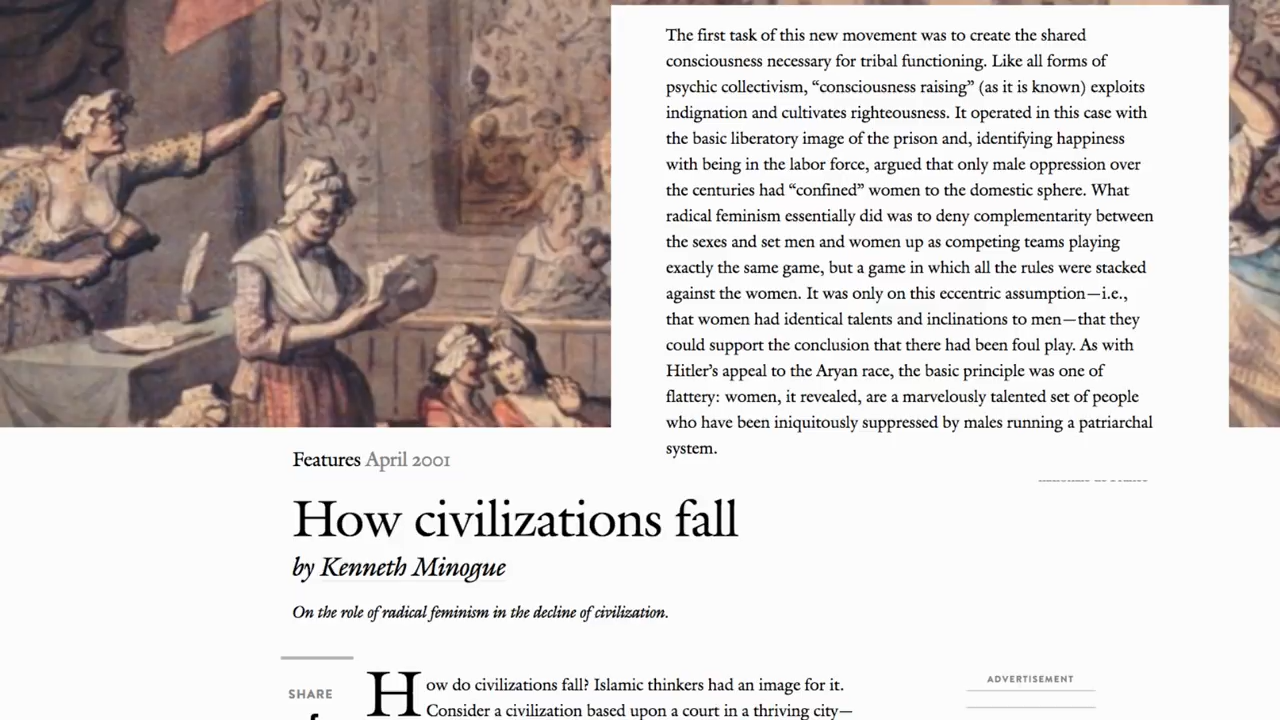 The first task of this new movement was to create the shared
consciousness necessary for tribal functioning. Like all forms of
psychic collectivism, “consciousness raising” (as it is known) exploits
indignation and cultivates righteousness. It operated in this case with
the basic liberatory image of the prison and, identifying happiness
with being in the labor force, argued that only male oppression over
the centuries had “confined” women to the domestic sphere. What
radical feminism essentially did was to deny complementarity between
the sexes and set men and women up as competing teams playing
exactly the same game, but a game in which all the rules were stacked
against the women. It was only on this eccentric assumption—i.e.,
that women had identical talents and inclinations to men—that they
could support the conclusion that there had been foul play. As with
Hitler’s appeal to the Aryan race, the basic principle was one of
flattery: women, it revealed, are a marvelously talented set of people
who have been iniquitously suppressed by males running a patriarchal
system.
Features April 2001
How civilizations fall
by Kenneth Minogue
On the role of radical feminism in the decline of civilization.
SHARE
How do civilizations fall? Islamic thinkers had an image for it.
Consider a civilization based upon a court in a thriving city—
ADVERTISEMENT